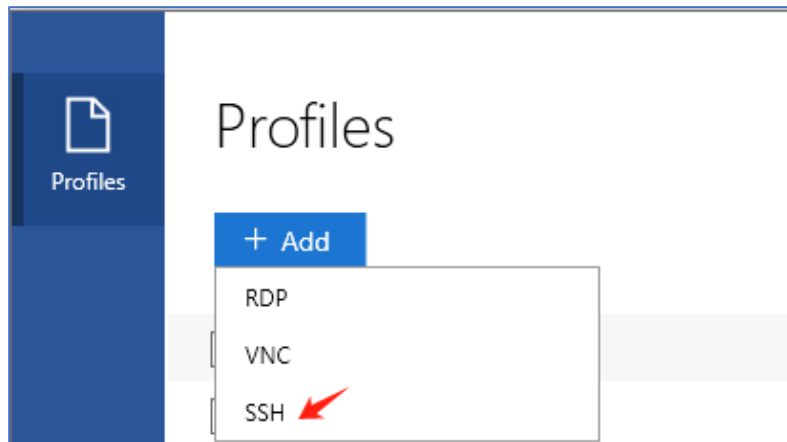 Profiles
Profiles
+ Add
RDP
VNC
SSH